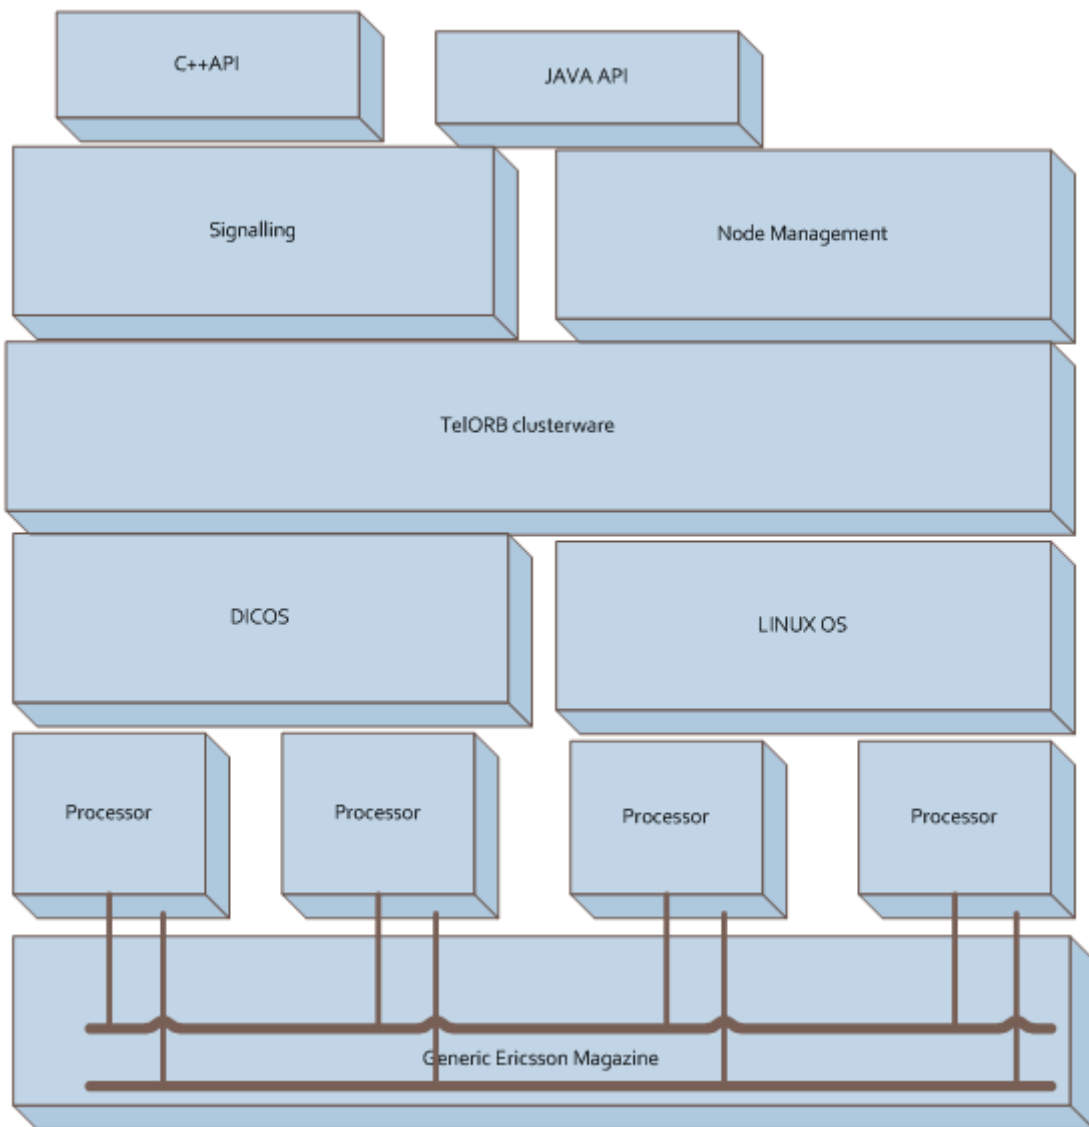 C++API
JAVA API
Signalling
Node Management
TelORB clusterware
DICOS
LINUX OS
Processor
Processor
Processor
Processor
Generic Ericsson Magazine